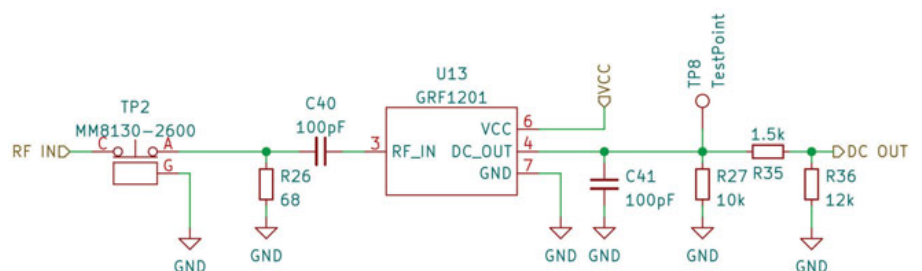 TP2
MM8130-2600
RF IN
C
A
G
GND
R26
68
GND
C40
100pF
U13
GRF1201
3
RF_IN
VCC
6
DC_OUT
4
GND
7
VCC
GND
C41
100pF
GND
TP8
TestPoint
R27
10k
GND
1.5k
R35
R36
12k
GND
DC OUT